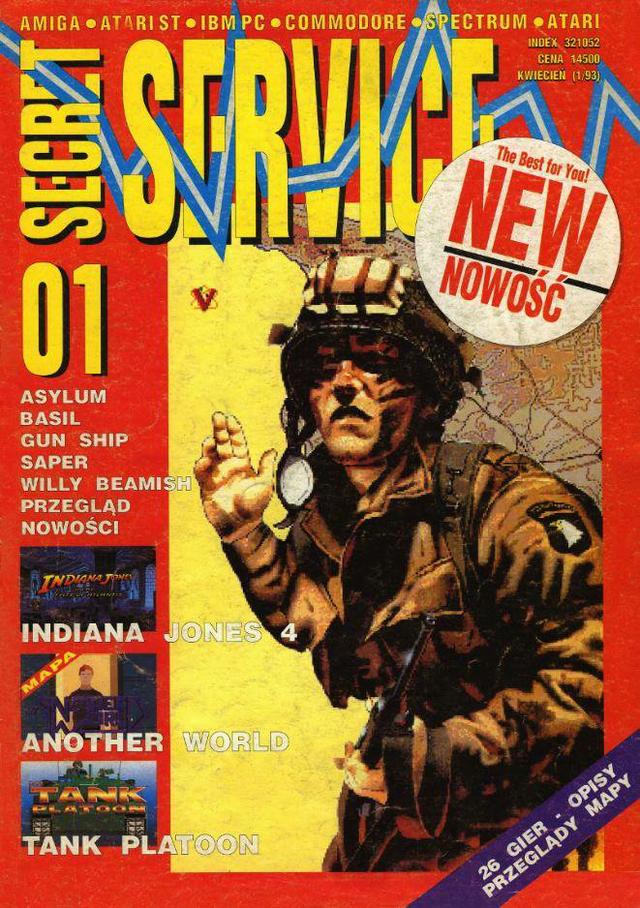 AMIGA • ATARI ST • IBM PC • COMMODORE • SPECTRUM • ATARI
INDEX 321052
CENA 14500
KWIECIEŃ (1/93)
SECRET
SERVICE
The Best for You!
NEW
NOWOŚĆ
01
V
ASYLUM
BASIL
GUN SHIP
SAPER
WILLY BEAMISH
PRZEGLĄD
NOWOŚCI
INDIANA JONES
INDIANA JONES 4
MAPA
ANOTHER WORLD
TANK
PLATOON
TANK PLATOON
26 GIER - OPISY
PRZEGLĄDY MAPY